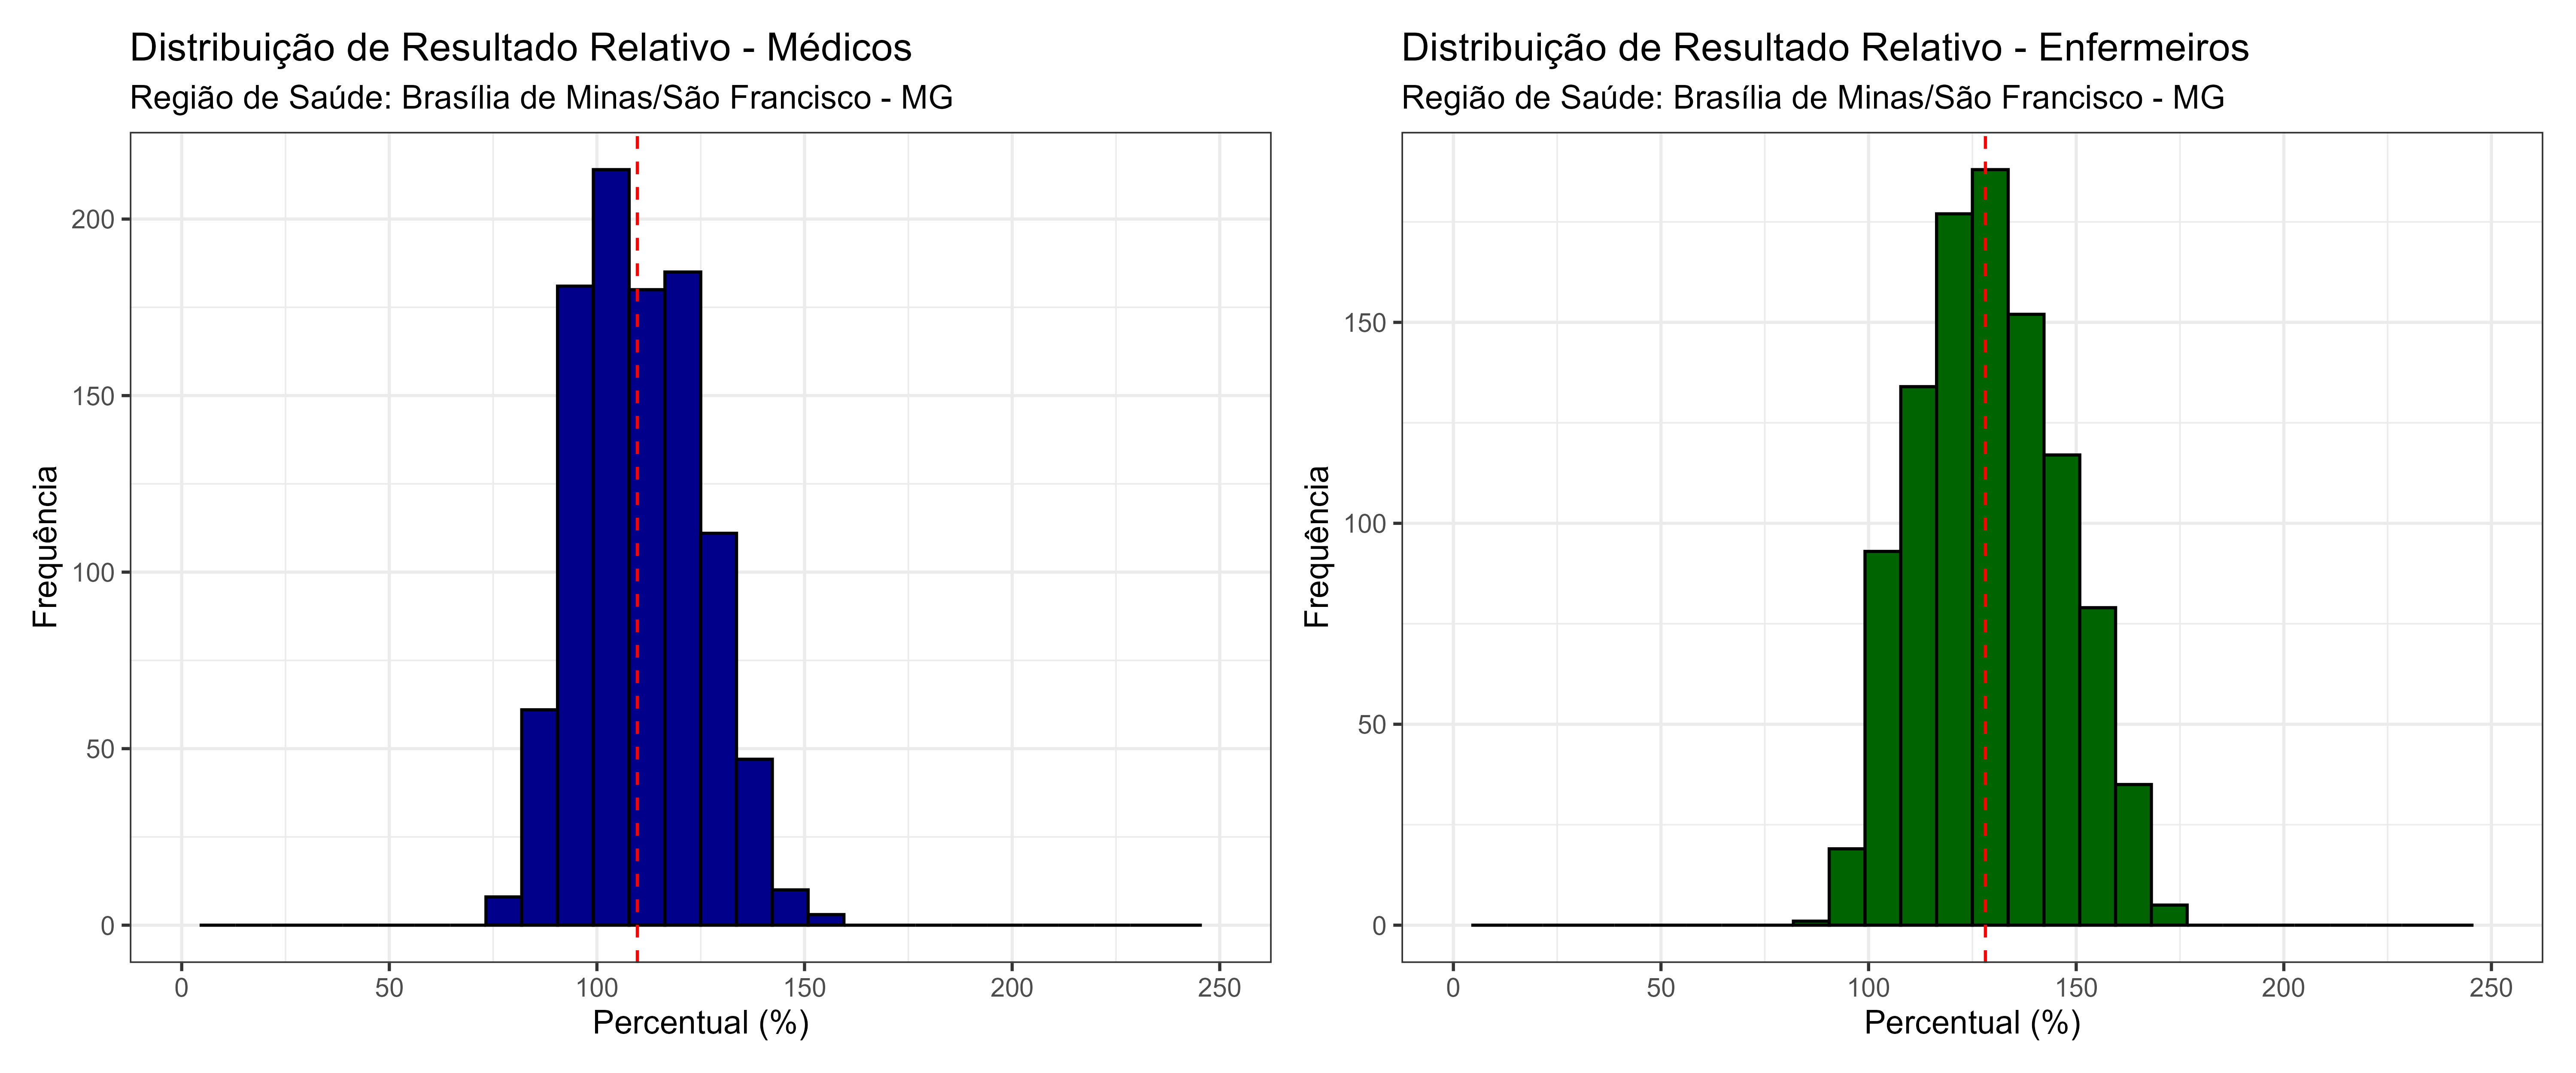 Distribuição de Resultado Relativo - Médicos
Região de Saúde: Brasília de Minas/São Francisco - MG
Frequência
200
150
100
50
0
0 50 100 150 200 250
Percentual (%)
Distribuição de Resultado Relativo - Enfermeiros
Região de Saúde: Brasília de Minas/São Francisco - MG
Frequência
150
100
50
0
0 50 100 150 200 250
Percentual (%)